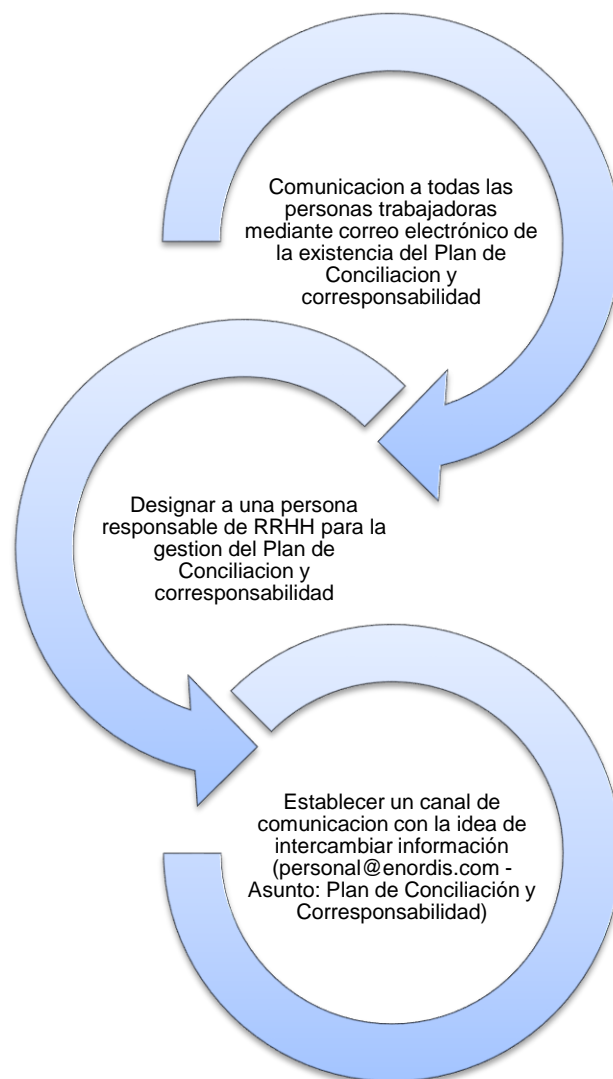 Comunicacion a todas las
personas trabajadoras
mediante correo electrónico de
la existencia del Plan de
Conciliacion y
corresponsabilidad
Designar a una persona
responsable de RRHH para la
gestion del Plan de
Conciliacion y
corresponsabilidad
Establecer un canal de
comunicacion con la idea de
intercambiar información
(personal@enordis.com -
Asunto: Plan de Conciliación y
Corresponsabilidad)